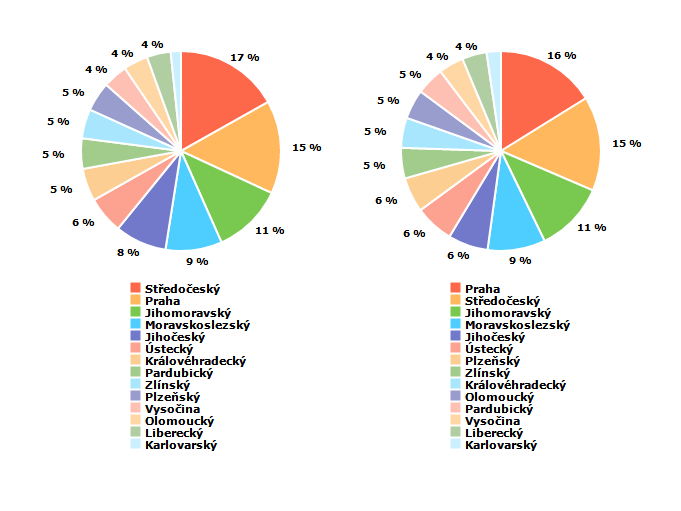 17 %
15 %
11 %
9 %
8 %
6 %
5 %
5 %
5 %
5 %
4 %
4 %
4 %
Středočeský
Praha
Jihomoravský
Moravskoslezský
Jihočeský
Ústecký
Královéhradecký
Pardubický
Zlínský
Plzeňský
Vysočina
Olomoucký
Liberecký
Karlovarský
16 %
15 %
11 %
9 %
6 %
6 %
6 %
5 %
5 %
5 %
5 %
4 %
4 %
Praha
Středočeský
Jihomoravský
Moravskoslezský
Jihočeský
Ústecký
Plzeňský
Zlínský
Královéhradecký
Olomoucký
Pardubický
Vysočina
Liberecký
Karlovarský